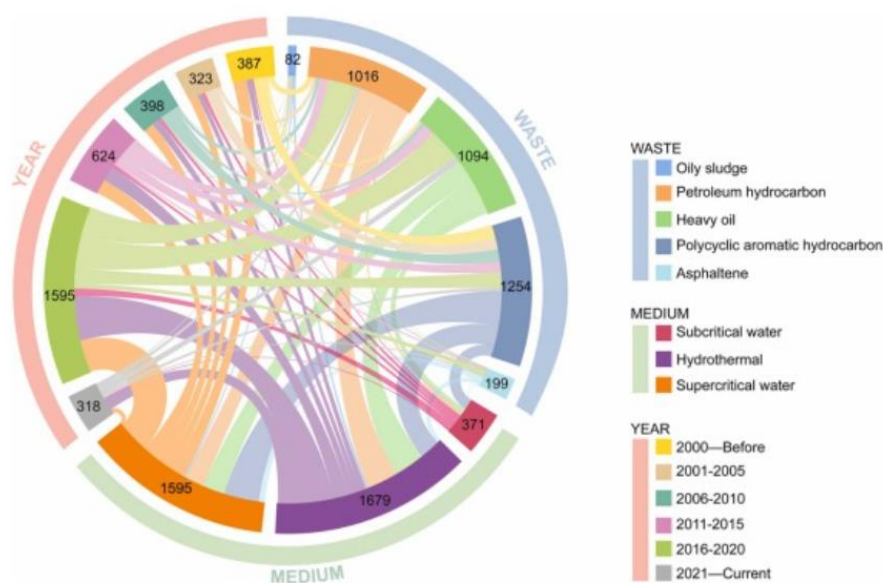 387
82
323
1016
398
624
1094
YEAR
WASTE
1595
1254
318
199
371
1595
1679
MEDIUM
WASTE
Oily sludge
Petroleum hydrocarbon
Heavy oil
Polycyclic aromatic hydrocarbon
Asphaltene
MEDIUM
Subcritical water
Hydrothermal
Supercritical water
YEAR
2000—Before
2001-2005
2006-2010
2011-2015
2016-2020
2021—Current